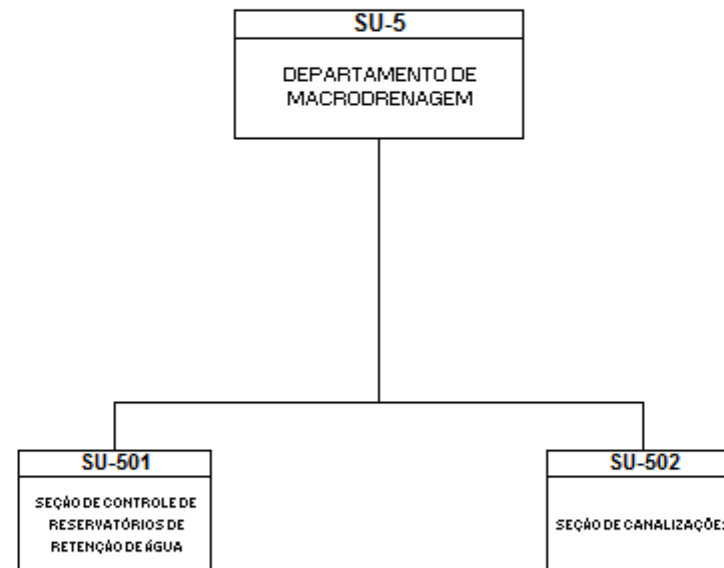 SU-5
DEPARTAMENTO DE
MACRODRENAGEM
SU-501
SEÇÃO DE CONTROLE DE
RESERVATÓRIOS DE
RETENÇÃO DE ÁGUA
SU-502
SEÇÃO DE CANALIZAÇÕES